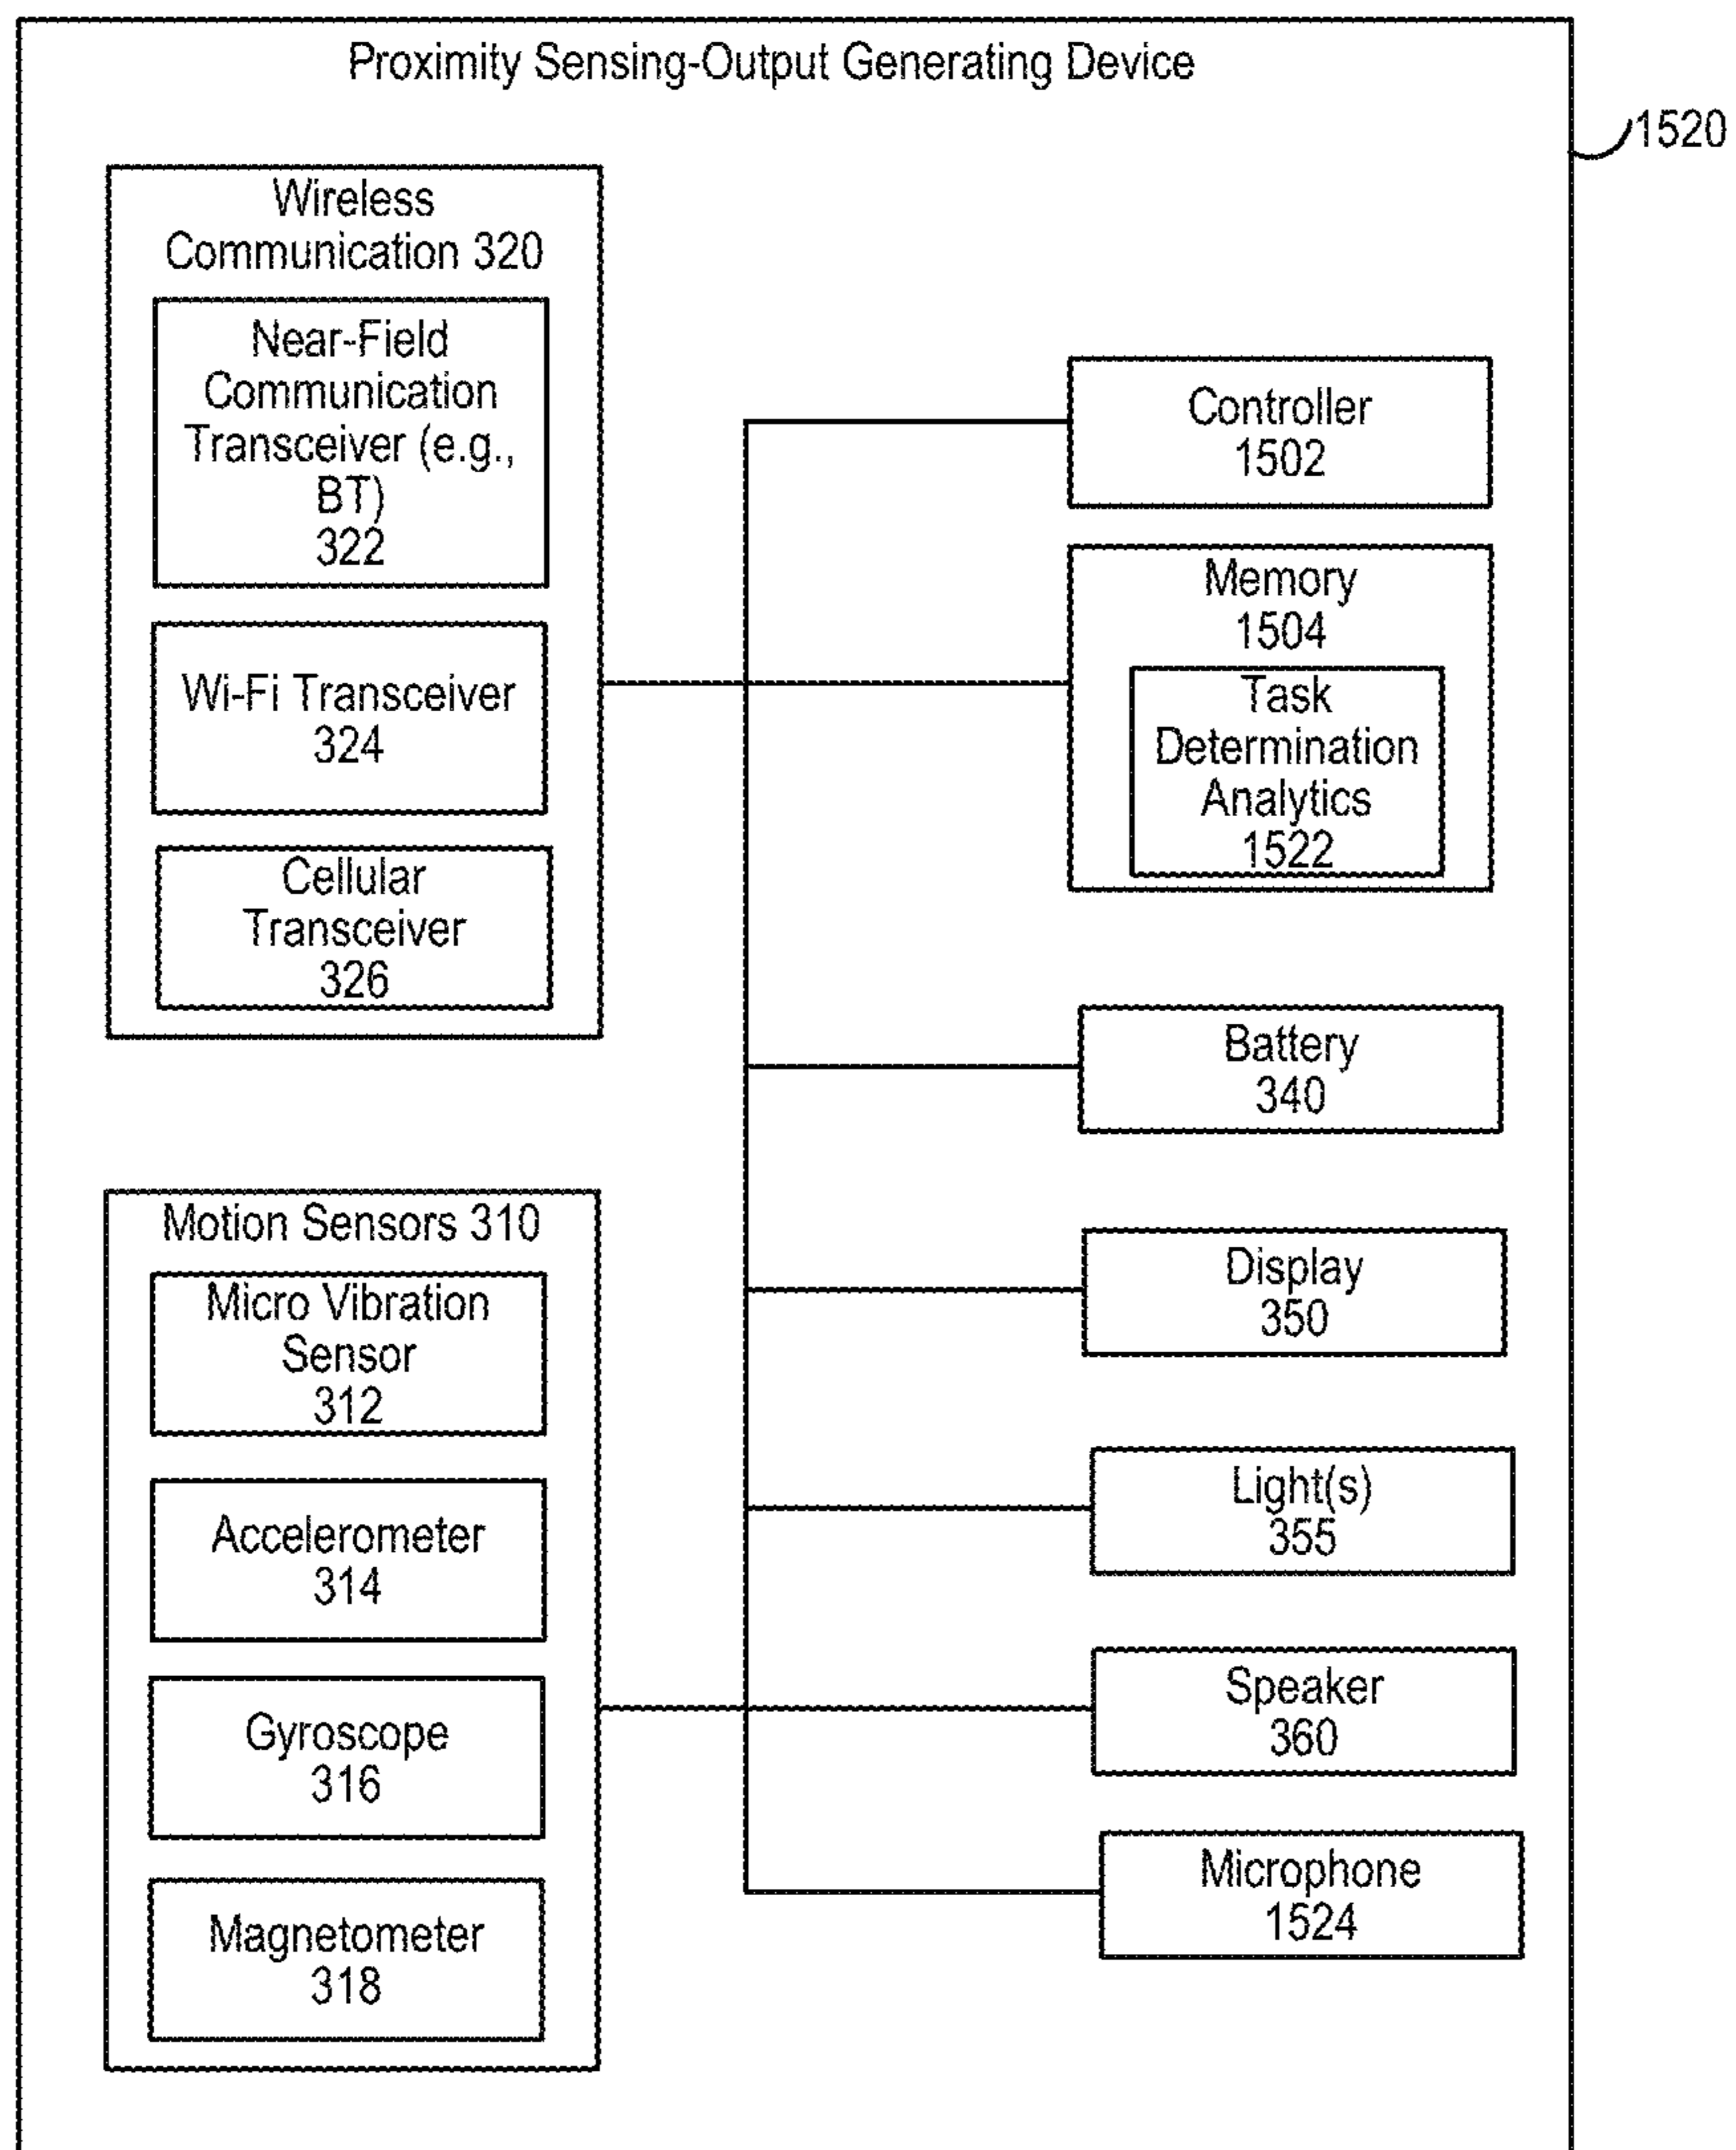 Proximity Sensing-Output Generating Device
1520
Wireless
Communication 320
Near-Field
Communication
Transceiver (e.g.,
BT)
322
Wi-Fi Transceiver
324
Cellular
Transceiver
326
Motion Sensors 310
Micro Vibration
Sensor
312
Accelerometer
314
Gyroscope
316
Magnetometer
318
Controller
1502
Memory
1504
Task
Determination
Analytics
1522
Battery
340
Display
350
Light(s)
355
Speaker
360
Microphone
1524